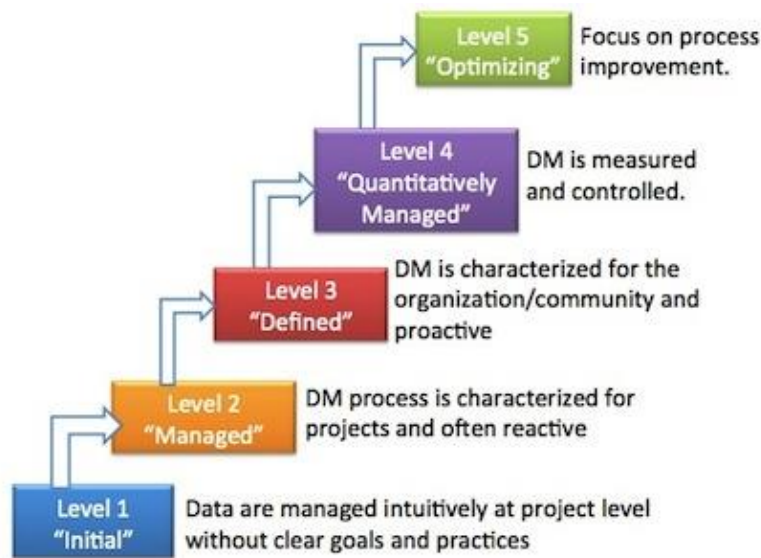 Level 5
"Optimizing"
Focus on process
improvement.
Level 4
"Quantitatively
Managed"
DM is measured
and controlled.
Level 3
"Defined"
DM is characterized for the
organization/community and
proactive
Level 2
"Managed"
DM process is characterized for
projects and often reactive
Level 1
"Initial"
Data are managed intuitively at project level
without clear goals and practices